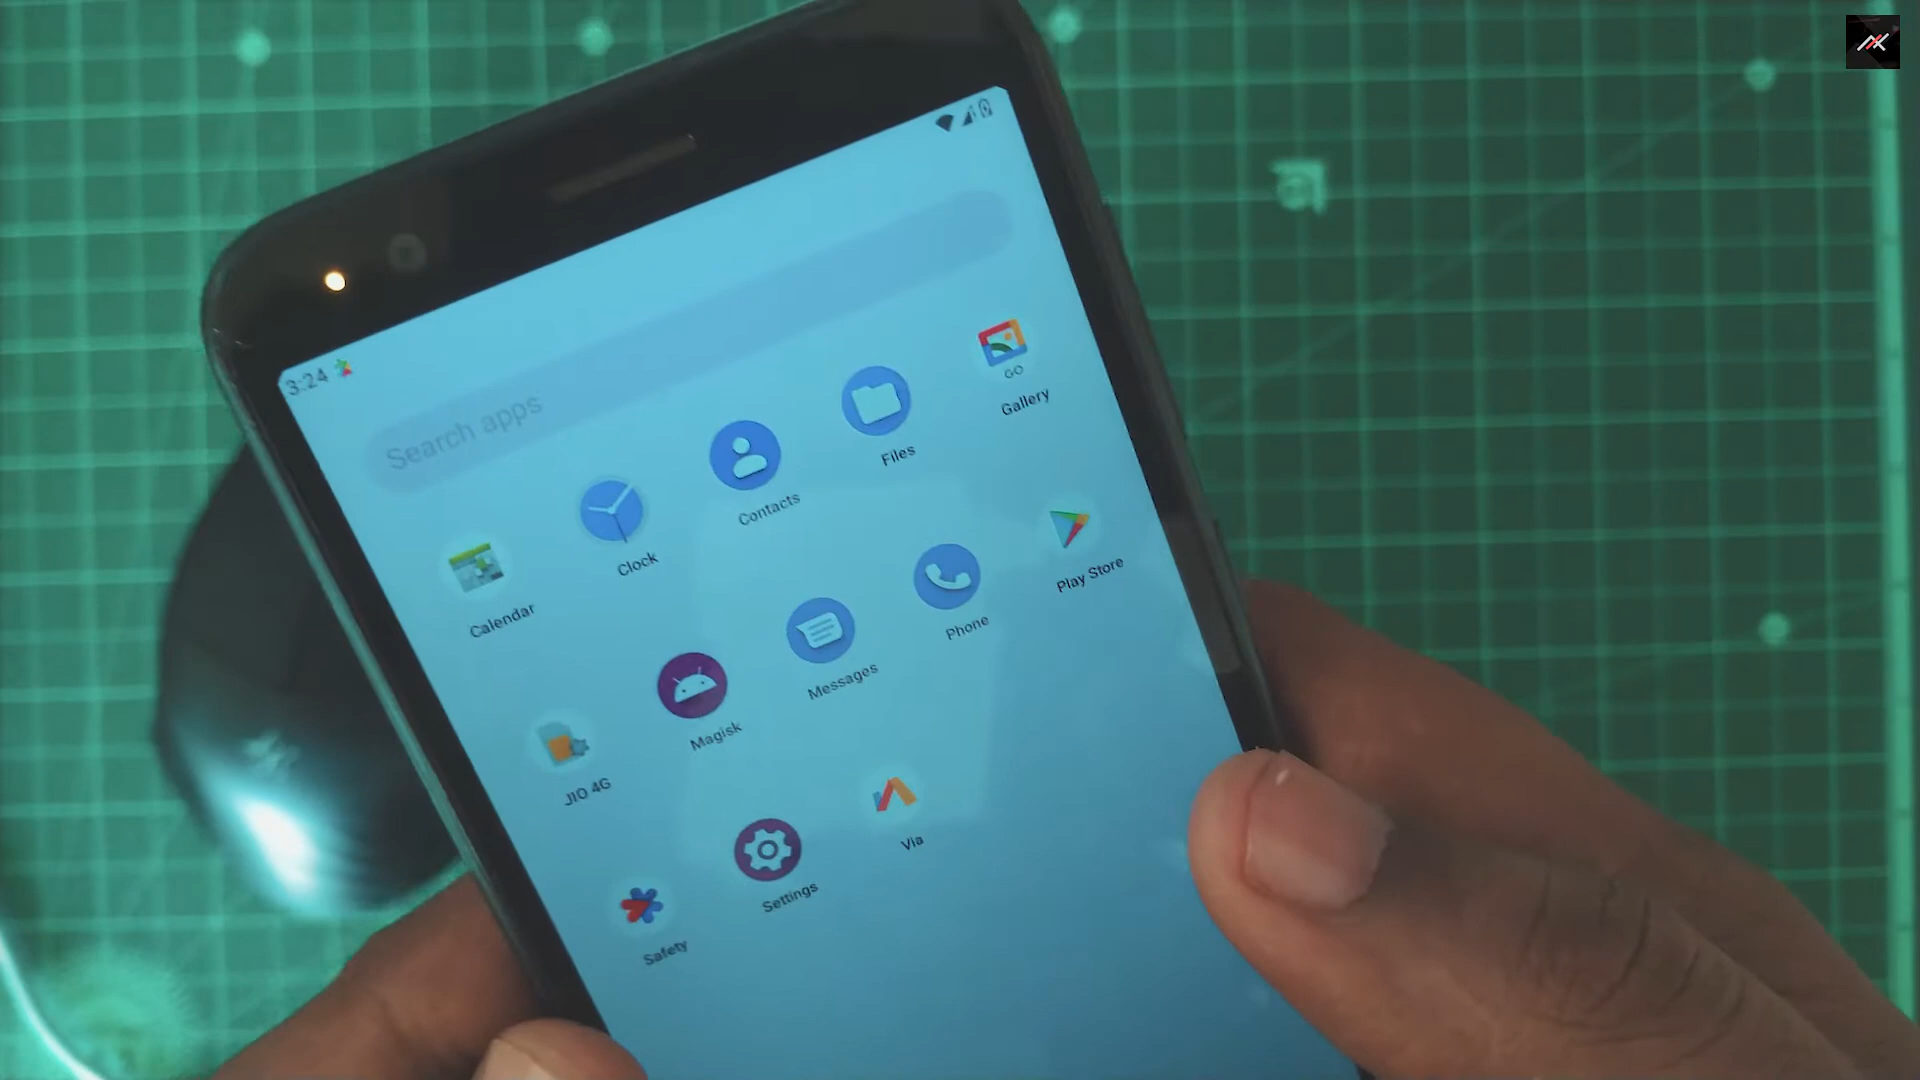 3:24
Search apps
Calendar
Clock
Contacts
Files
GO
Gallery
JIO 4G
Magisk
Messages
Phone
Play Store
Safety
Settings
Via